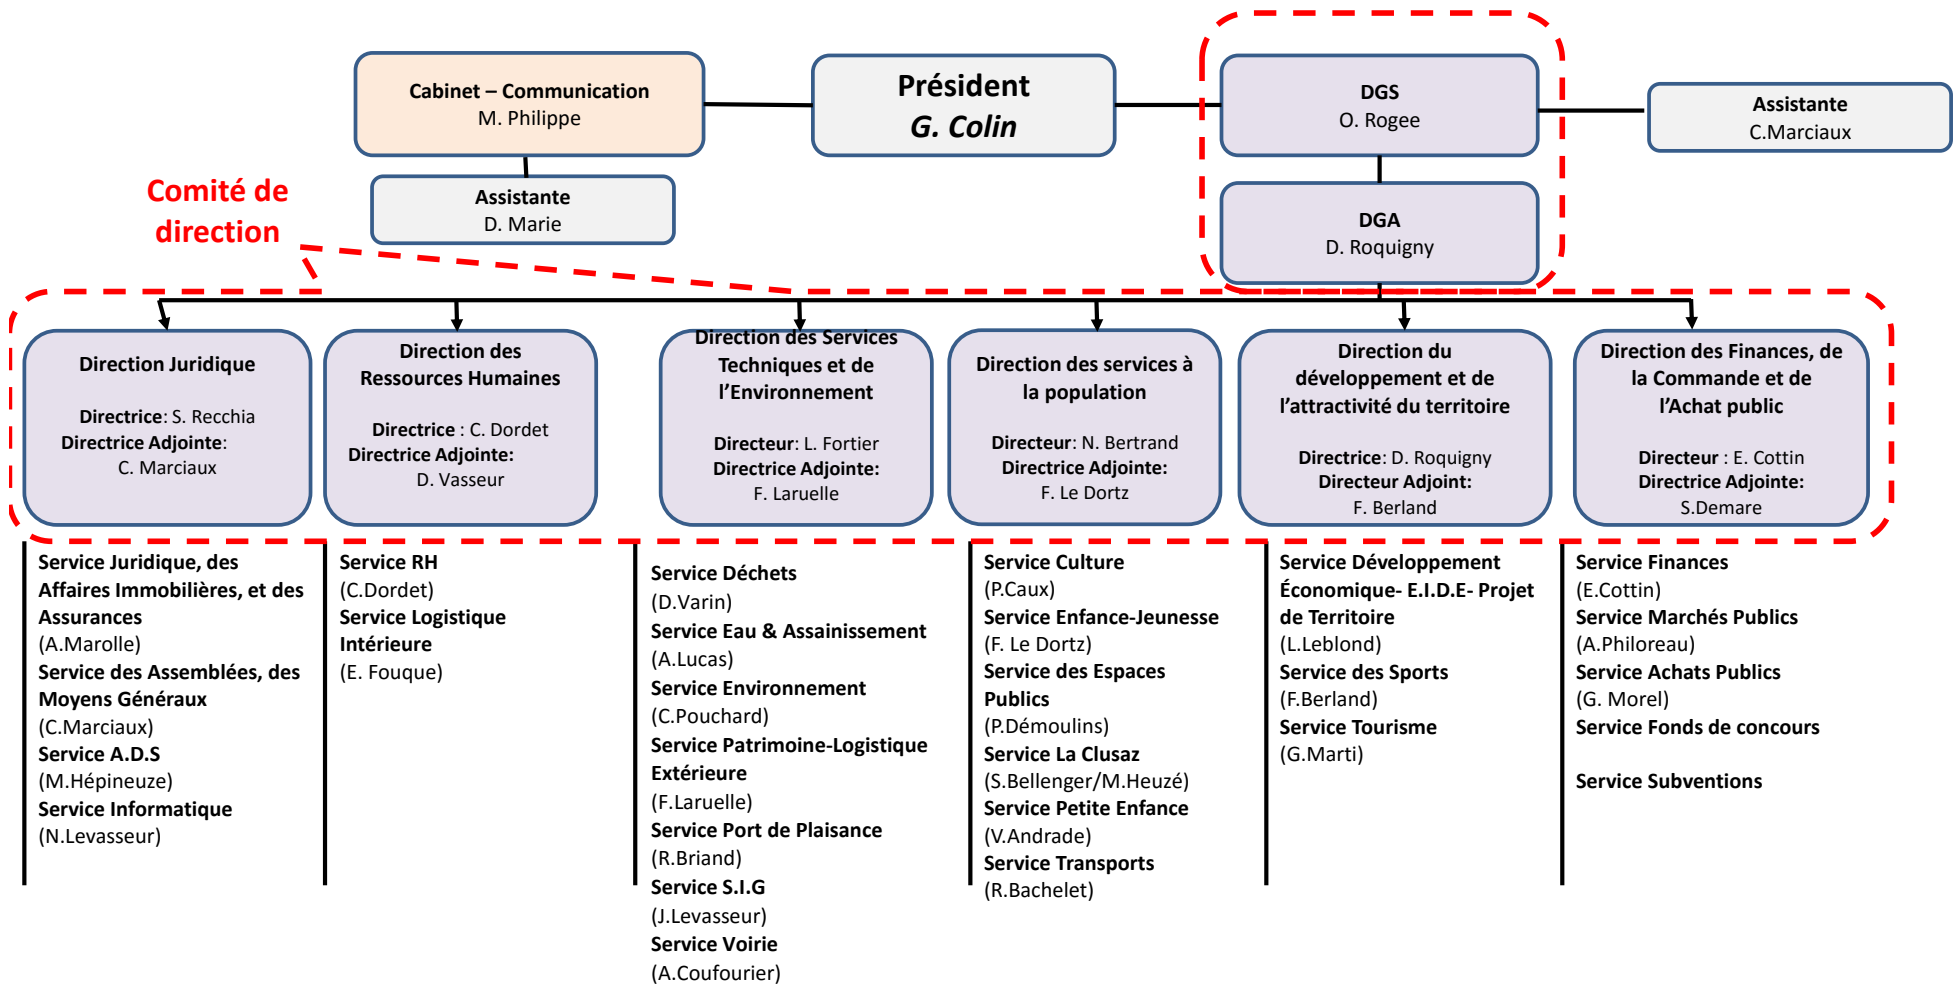 Cabinet – Communication
M. Philippe
Président
G. Colin
DGS
O. Rogee
Assistante
C.Marciaux
Assistante
D. Marie
DGA
D. Roquigny
Comité de
direction
Direction Juridique
Directrice: S. Recchia
Directrice Adjointe:
C. Marciaux
Direction des
Ressources Humaines
Directrice : C. Dordet
Directrice Adjointe:
D. Vasseur
Direction des Services
Techniques et de
l’Environnement
Directeur: L. Fortier
Directrice Adjointe:
F. Laruelle
Direction des services à
la population
Directeur: N. Bertrand
Directrice Adjointe:
F. Le Dortz
Direction du
développement et de
l’attractivité du territoire
Directrice: D. Roquigny
Directeur Adjoint:
F. Berland
Direction des Finances, de
la Commande et de
l’Achat public
Directeur : E. Cottin
Directrice Adjointe:
S.Demare
Service Juridique, des
Affaires Immobilières, et des
Assurances
(A.Marolle)
Service des Assemblées, des
Moyens Généraux
(C.Marciaux)
Service A.D.S
(M.Hépineuze)
Service Informatique
(N.Levasseur)
Service RH
(C.Dordet)
Service Logistique
Intérieure
(E. Fouque)
Service Déchets
(D.Varin)
Service Eau & Assainissement
(A.Lucas)
Service Environnement
(C.Pouchard)
Service Patrimoine-Logistique
Extérieure
(F.Laruelle)
Service Port de Plaisance
(R.Briand)
Service S.I.G
(J.Levasseur)
Service Voirie
(A.Coufourier)
Service Culture
(P.Caux)
Service Enfance-Jeunesse
(F. Le Dortz)
Service des Espaces
Publics
(P.Démoulins)
Service La Clusaz
(S.Bellenger/M.Heuzé)
Service Petite Enfance
(V.Andrade)
Service Transports
(R.Bachelet)
Service Développement
Économique- E.I.D.E- Projet
de Territoire
(L.Leblond)
Service des Sports
(F.Berland)
Service Tourisme
(G.Marti)
Service Finances
(E.Cottin)
Service Marchés Publics
(A.Philoreau)
Service Achats Publics
(G. Morel)
Service Fonds de concours
Service Subventions